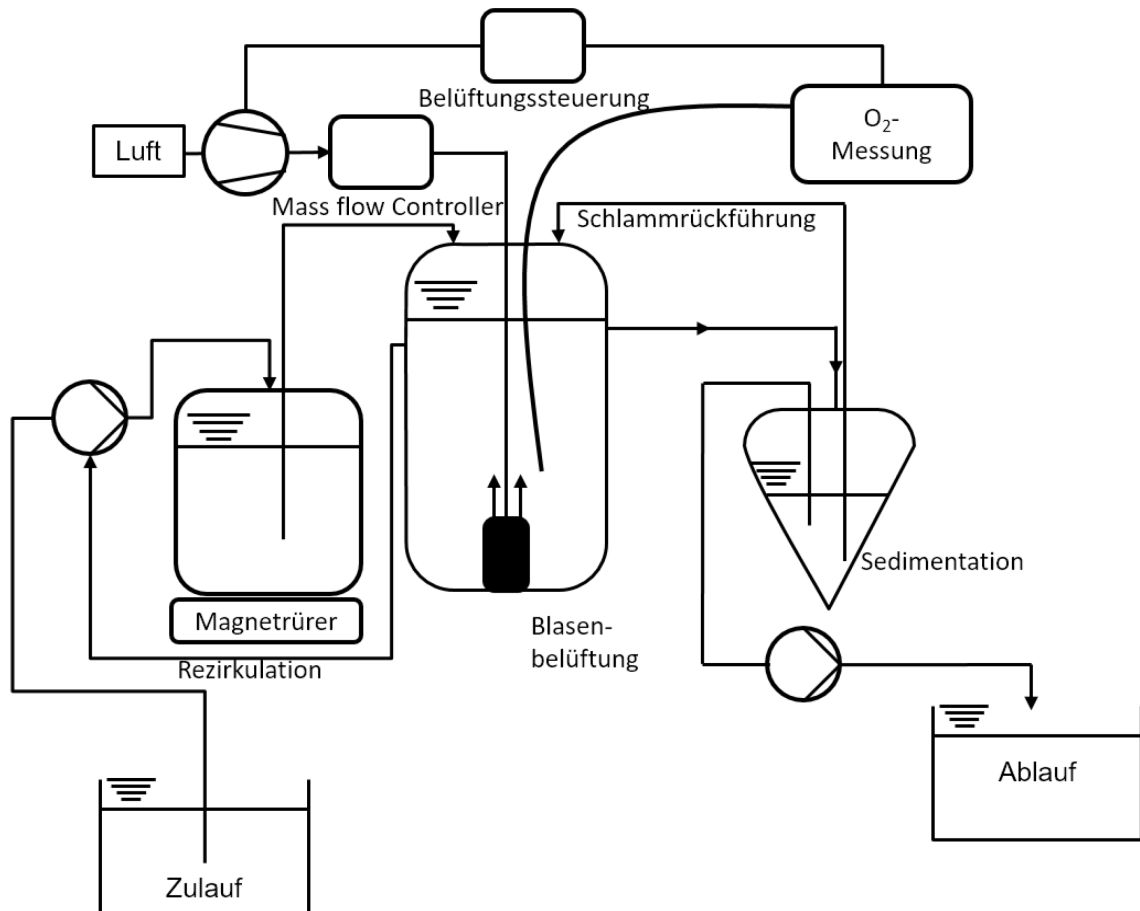 Belüftungssteuerung
O₂-
Messung
Luft
Mass flow Controller
Schlammrückführung
Sedimentation
Magnetrürer
Blasen-
belüftung
Rezirkulation
Ablauf
Zulauf